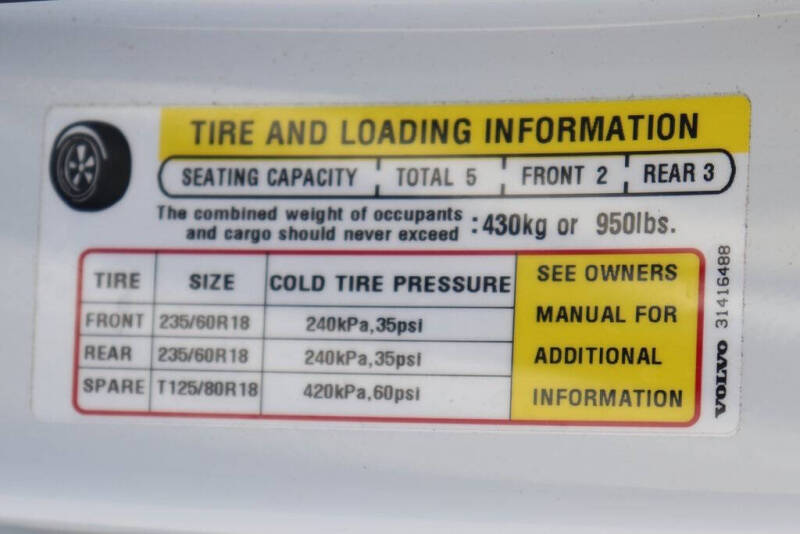 TIRE AND LOADING INFORMATION
SEATING CAPACITY TOTAL 5 FRONT 2 REAR 3
The combined weight of occupants
and cargo should never exceed :430kg or 950lbs.
TIRE SIZE COLD TIRE PRESSURE
FRONT 235/60R18 240kPa,35psi
REAR 235/60R18 240kPa,35psi
SPARE T125/80R18 420kPa,60psi
SEE OWNERS
MANUAL FOR
ADDITIONAL
INFORMATION
VOLVO 31416488